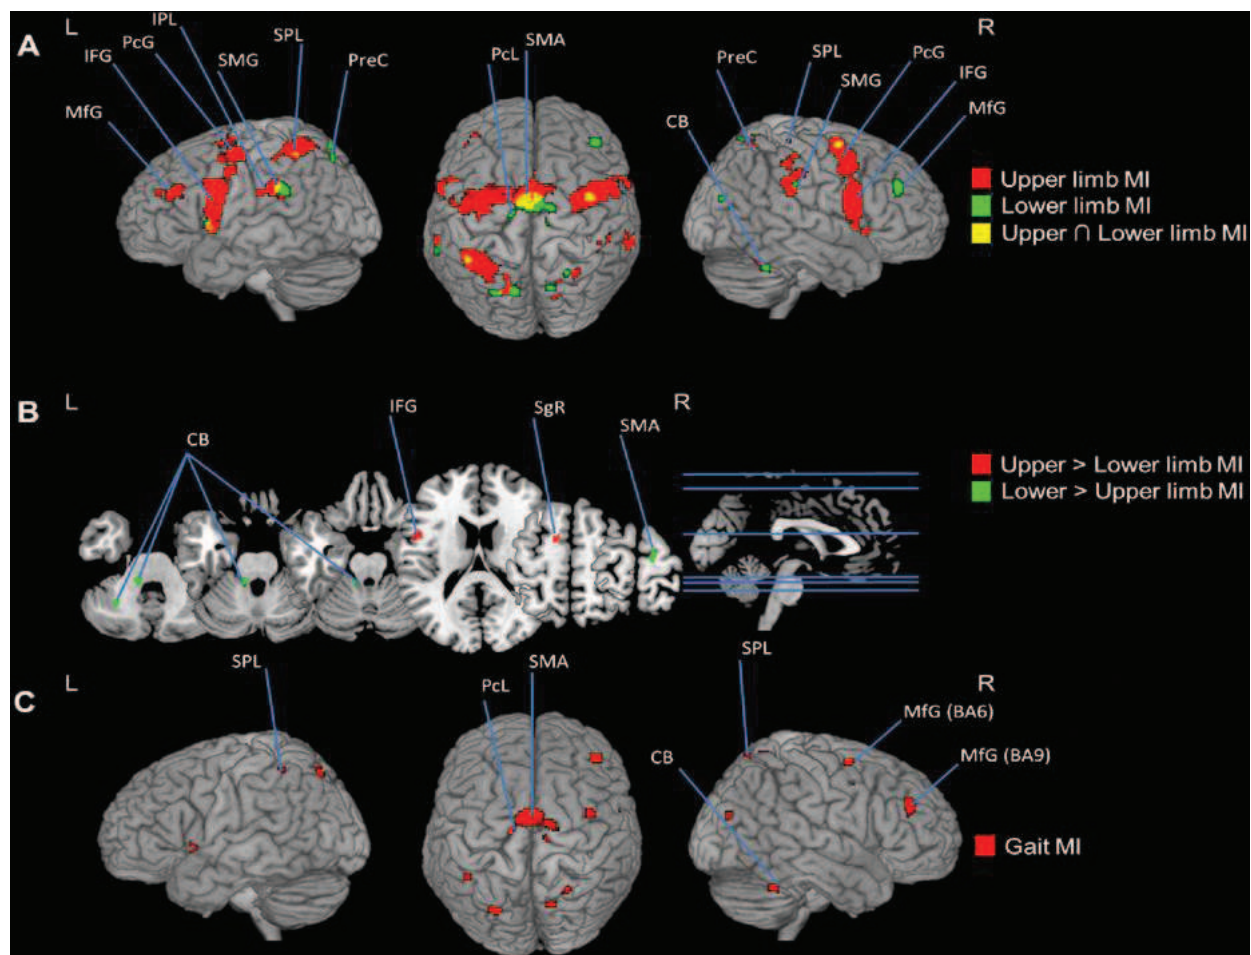 A
L
IPL
PcG
IFG
MfG
SMG
SPL
PreC
PcL
SMA
R
PreC
SPL
SMG
PcG
IFG
MfG
CB
Upper limb MI
Lower limb MI
Upper ∩ Lower limb MI
B
L
CB
IFG
SgR
R
SMA
Upper > Lower limb MI
Lower > Upper limb MI
C
L
SPL
PcL
SMA
SPL
R
CB
MfG (BA6)
MfG (BA9)
Gait MI